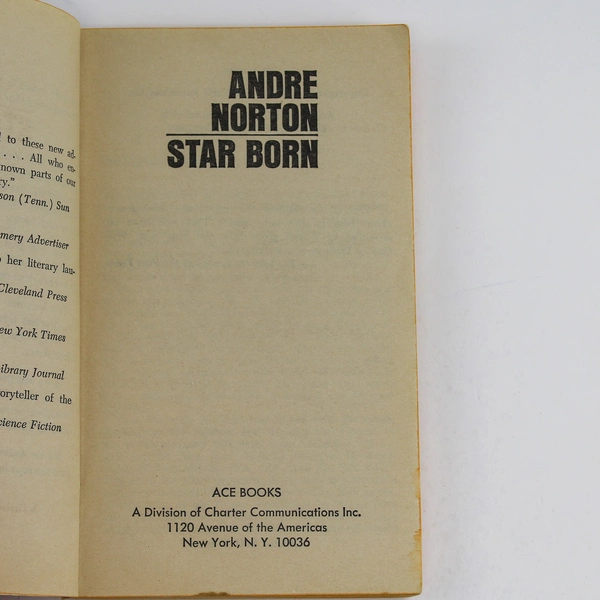 l to these new ad-
. . . . All who en-
nown parts of our
ry."
son (Tenn.) Sun
mery Advertiser
her literary lau-
Cleveland Press
ew York Times
ibrary Journal
oryteller of the
cience Fiction
ANDRE
NORTON
STAR BORN
ACE BOOKS
A Division of Charter Communications Inc.
1120 Avenue of the Americas
New York, N. Y. 10036